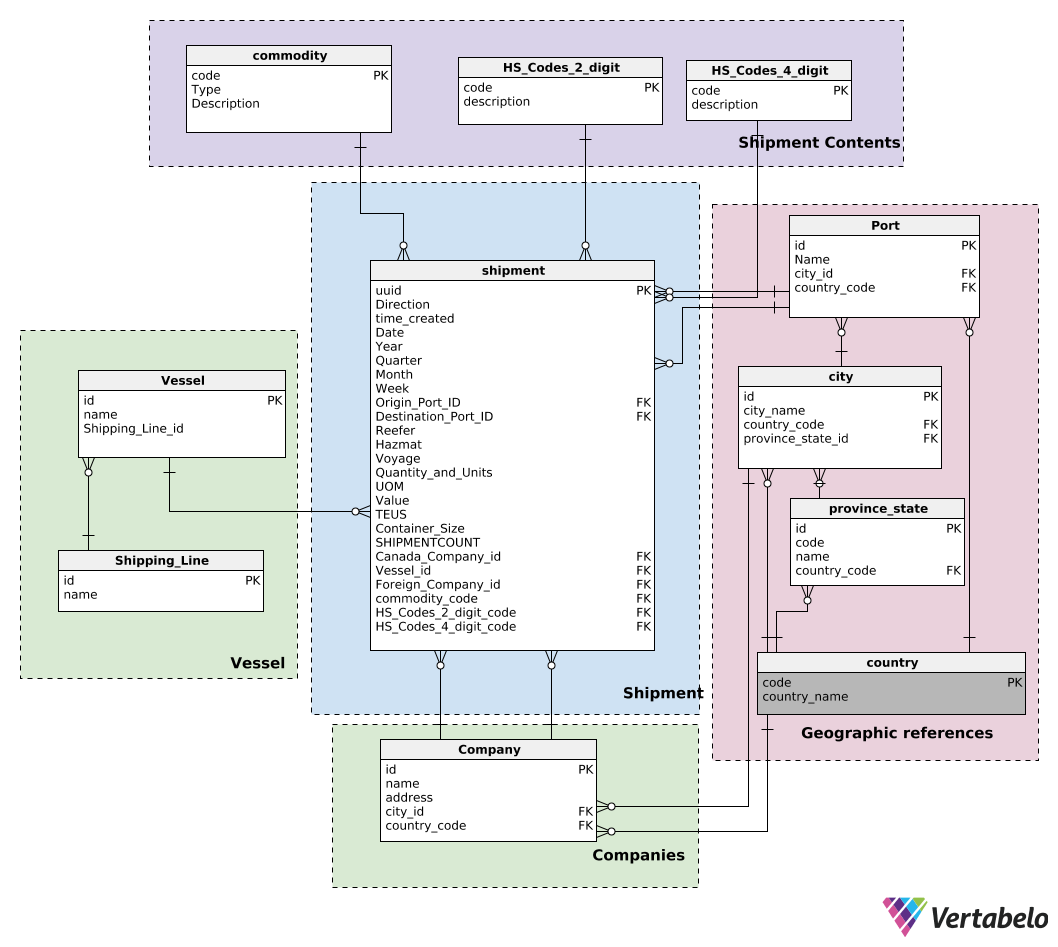 commodity
code PK
Type
Description
HS_Codes_2_digit
code PK
description
HS_Codes_4_digit
code PK
description
Shipment Contents
shipment
uuid PK
Direction
time_created
Date
Year
Quarter
Month
Week
Origin_Port_ID FK
Destination_Port_ID FK
Reefer
Hazmat
Voyage
Quantity_and_Units
UOM
Value
TEUS
Container_Size
SHIPMENTCOUNT
Canada_Company_id FK
Vessel_id FK
Foreign_Company_id FK
commodity_code FK
HS_Codes_2_digit_code FK
HS_Codes_4_digit_code FK
Shipment
Port
id PK
Name
city_id FK
country_code FK
city
id PK
city_name
country_code FK
province_state_id FK
province_state
id PK
code
name
country_code FK
country
code PK
country_name
Geographic references
Vessel
id PK
name
Shipping_Line_id
Shipping_Line
id PK
name
Vessel
Company
id PK
name
address
city_id FK
country_code FK
Companies
Vertabelo